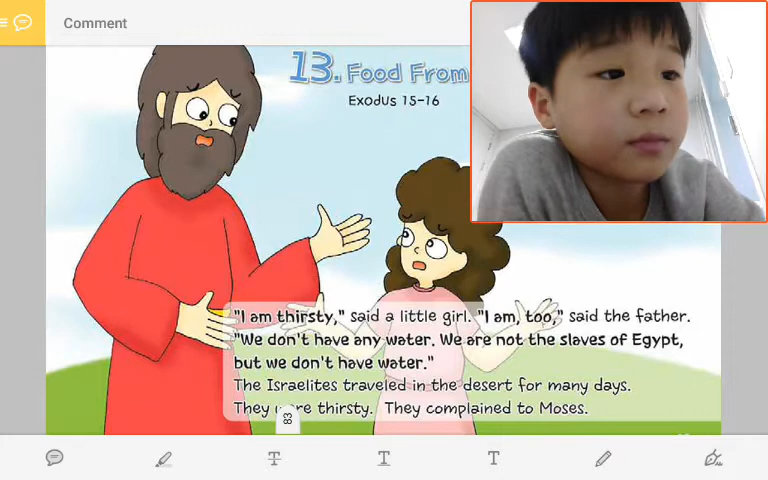 Comment
13. Food From
Exodus 15-16
"I am thirsty," said a little girl. "I am, too," said the father.
"We don't have any water. We are not the slaves of Egypt,
but we don't have water."
The Israelites traveled in the desert for many days.
They were thirsty. They complained to Moses.
83
T T T